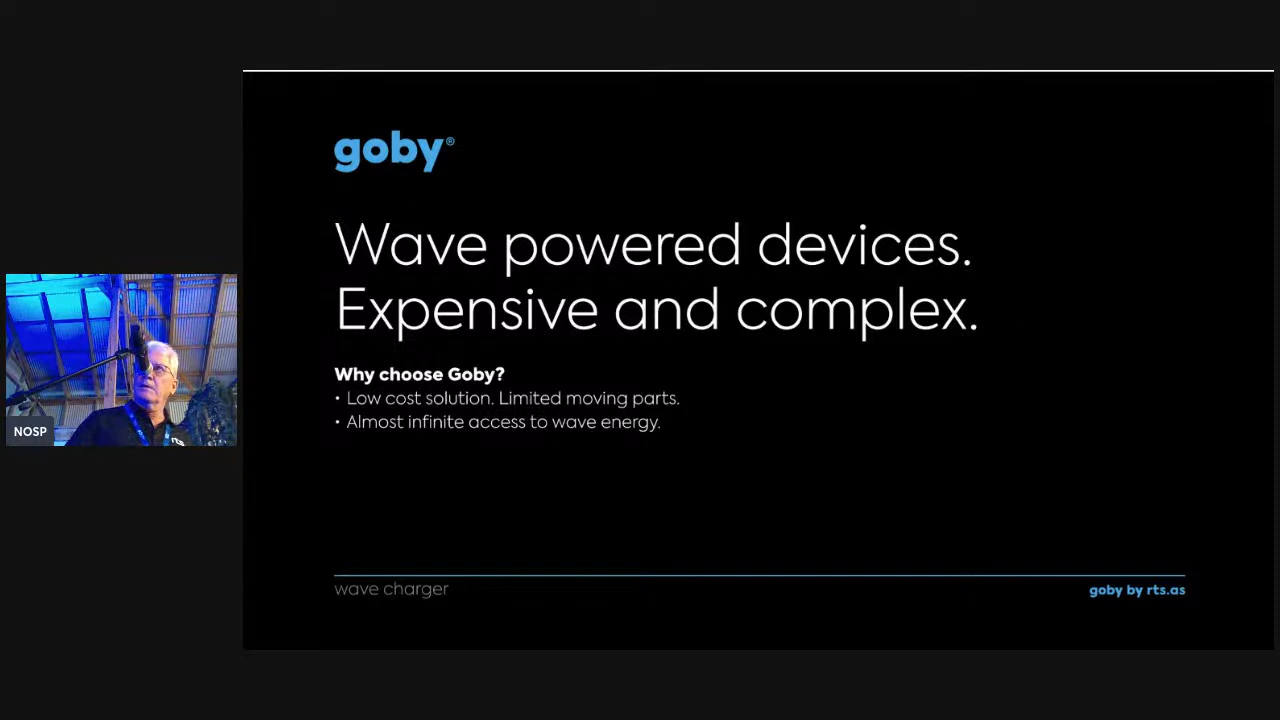 goby®
Wave powered devices.
Expensive and complex.
Why choose Goby?
• Low cost solution. Limited moving parts.
• Almost infinite access to wave energy.
NOSP
wave charger
goby by rts.as